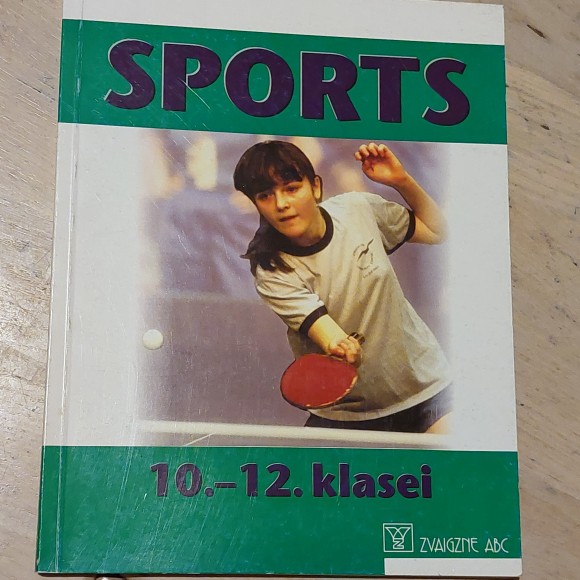 SPORTS
10.–12. klasei
ZVAIGZNE ABC